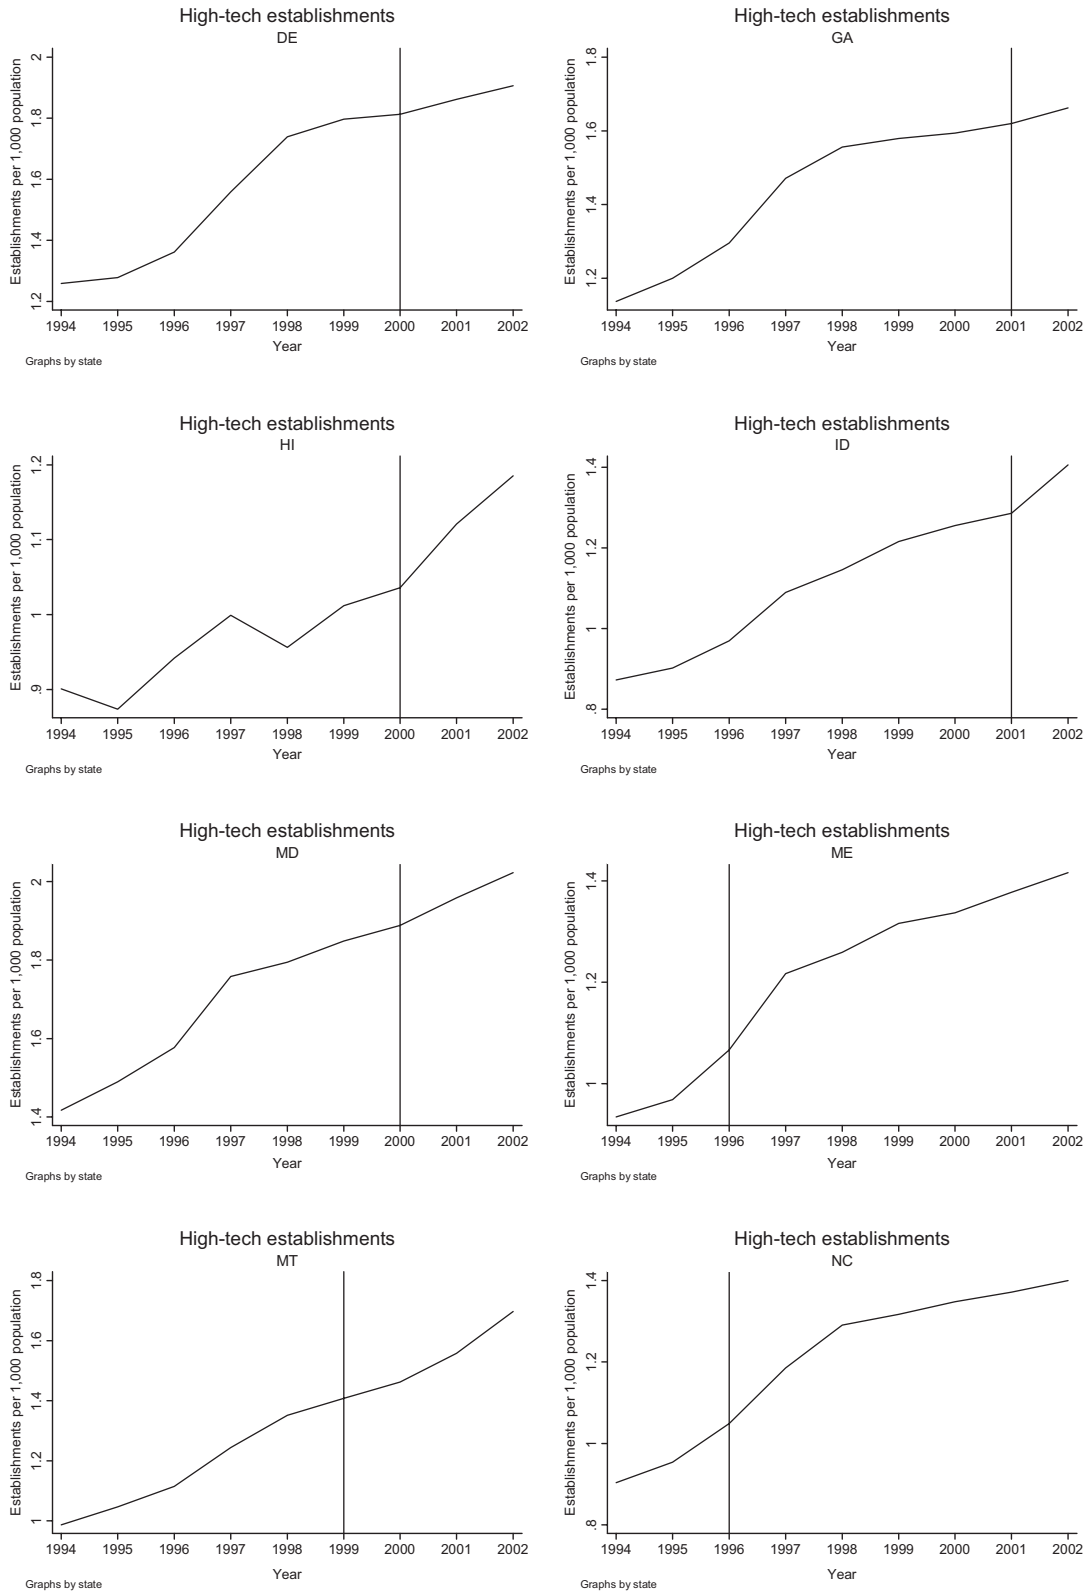 High-tech establishments
DE
Establishments per 1,000 population
2
1.8
1.6
1.4
1.2
1994 1995 1996 1997 1998 1999 2000 2001 2002
Year
Graphs by state
High-tech establishments
GA
Establishments per 1,000 population
1.8
1.6
1.4
1.2
1994 1995 1996 1997 1998 1999 2000 2001 2002
Year
Graphs by state
High-tech establishments
HI
Establishments per 1,000 population
1.2
1.1
1
.9
1994 1995 1996 1997 1998 1999 2000 2001 2002
Year
Graphs by state
High-tech establishments
ID
Establishments per 1,000 population
1.4
1.2
1
.8
1994 1995 1996 1997 1998 1999 2000 2001 2002
Year
Graphs by state
High-tech establishments
MD
Establishments per 1,000 population
2
1.8
1.6
1.4
1994 1995 1996 1997 1998 1999 2000 2001 2002
Year
Graphs by state
High-tech establishments
ME
Establishments per 1,000 population
1.4
1.2
1
1994 1995 1996 1997 1998 1999 2000 2001 2002
Year
Graphs by state
High-tech establishments
MT
Establishments per 1,000 population
1.8
1.6
1.4
1.2
1
1994 1995 1996 1997 1998 1999 2000 2001 2002
Year
Graphs by state
High-tech establishments
NC
Establishments per 1,000 population
1.4
1.2
1
.8
1994 1995 1996 1997 1998 1999 2000 2001 2002
Year
Graphs by state